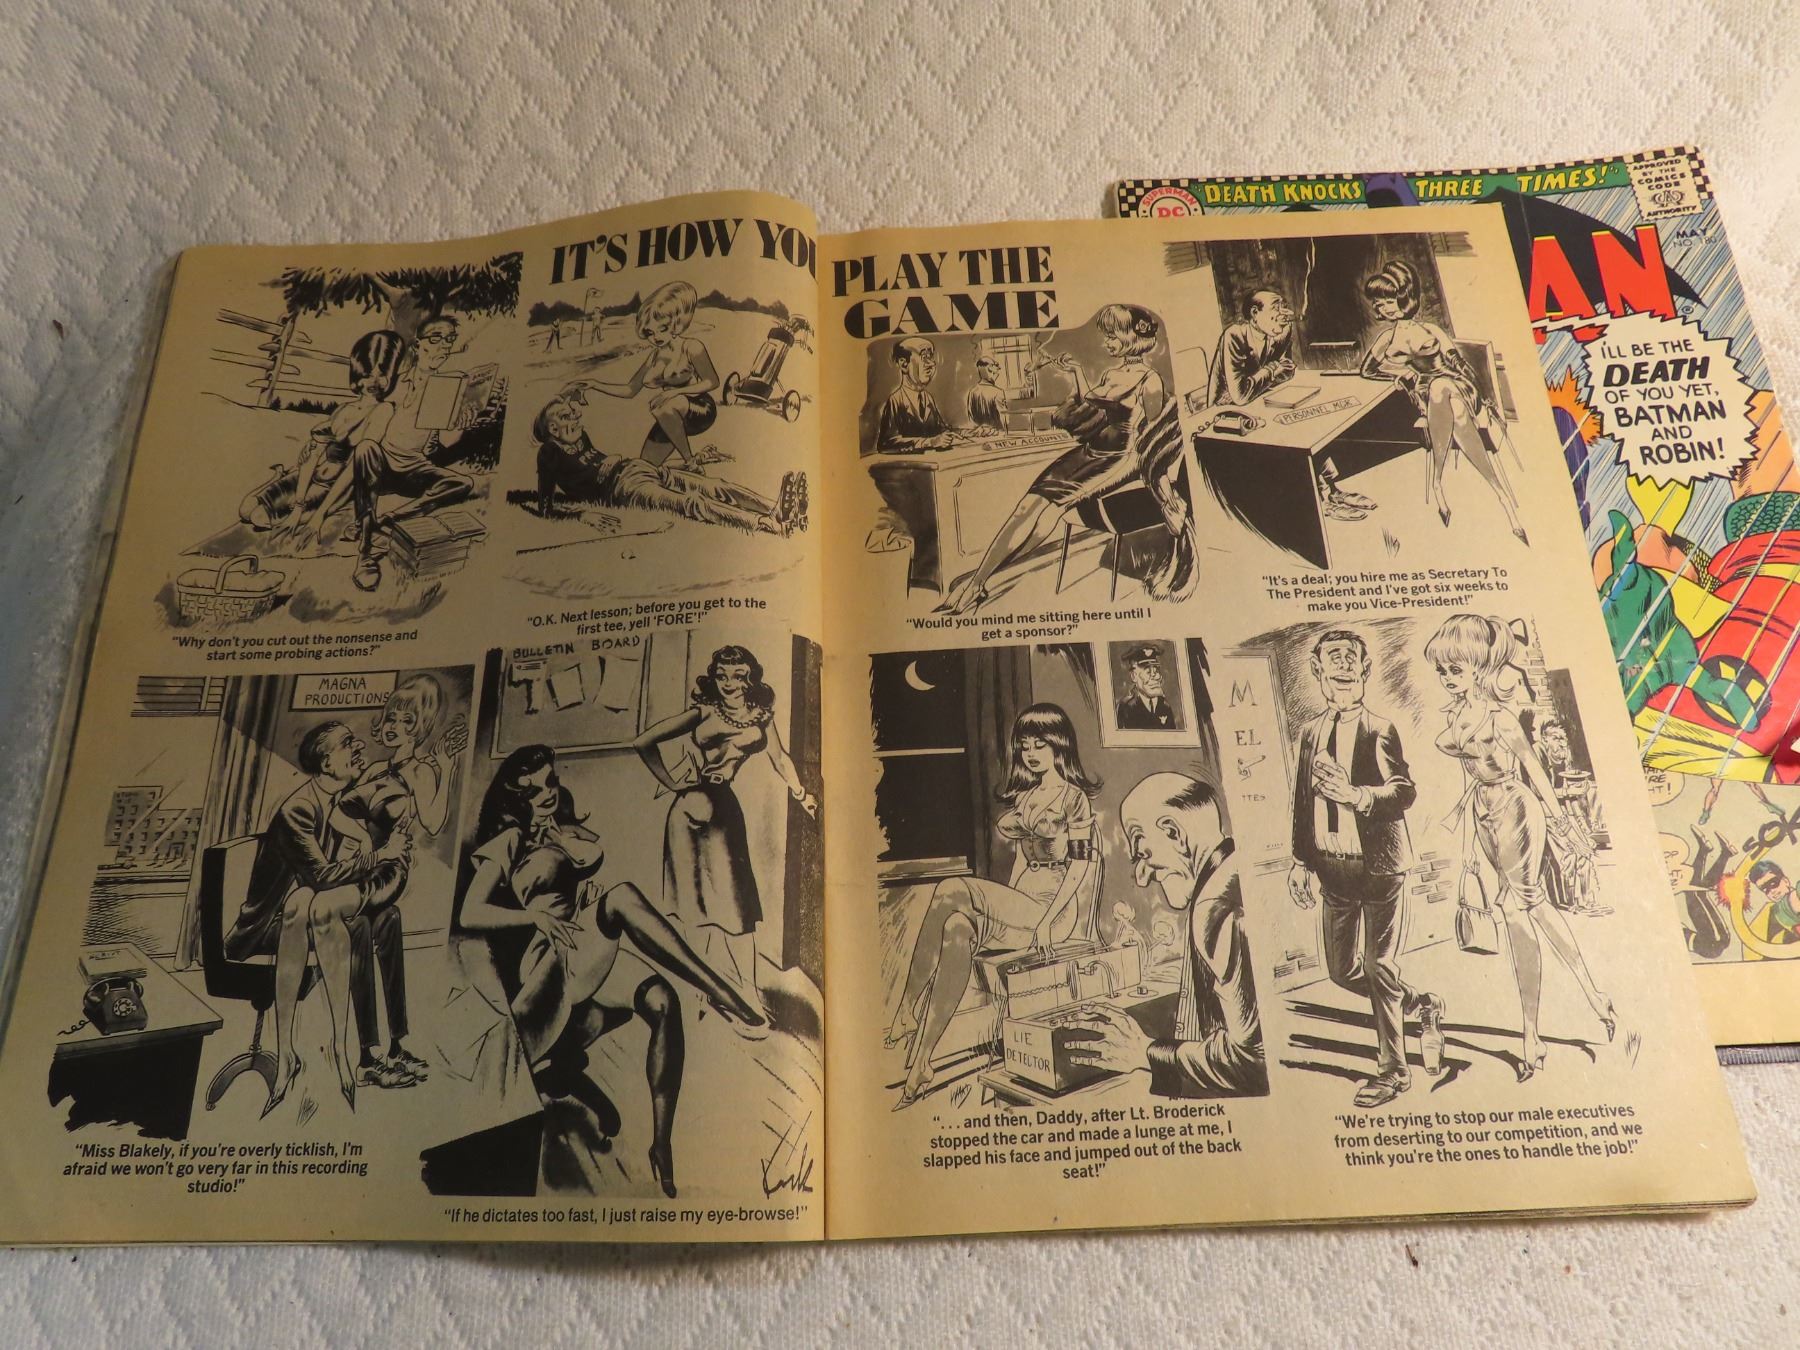 IT'S HOW YOU
PLAY THE
GAME
"Why don't you cut out the nonsense and
start some probing actions?"
"O.K. Next lesson; before you get to the
first tee, yell 'FORE'!"
MAGNA
PRODUCTIONS
SCRIPT
"Miss Blakely, if you're overly ticklish, I'm
afraid we won't go very far in this recording
studio!"
BULLETIN BOARD
"If he dictates too fast, I just raise my eye-browse!"
NEW ACCOUNTS
"Would you mind me sitting here until I
get a sponsor?"
PERSONNEL MGR.
WARD
"It's a deal; you hire me as Secretary To
The President and I've got six weeks to
make you Vice-President!"
LIE
DETECTOR
WARD
"... and then, Daddy, after Lt. Broderick
stopped the car and made a lunge at me, I
slapped his face and jumped out of the back
seat!"
M
EL
TTES
WARD
"We're trying to stop our male executives
from deserting to our competition, and we
think you're the ones to handle the job!"
SUPERMAN
DC
"DEATH KNOCKS THREE TIMES!"
APPROVED
BY THE
COMICS
CODE
AUTHORITY
MAY
NO. 180
AN
I'LL BE THE
DEATH
OF YOU YET,
BATMAN
AND
ROBIN!